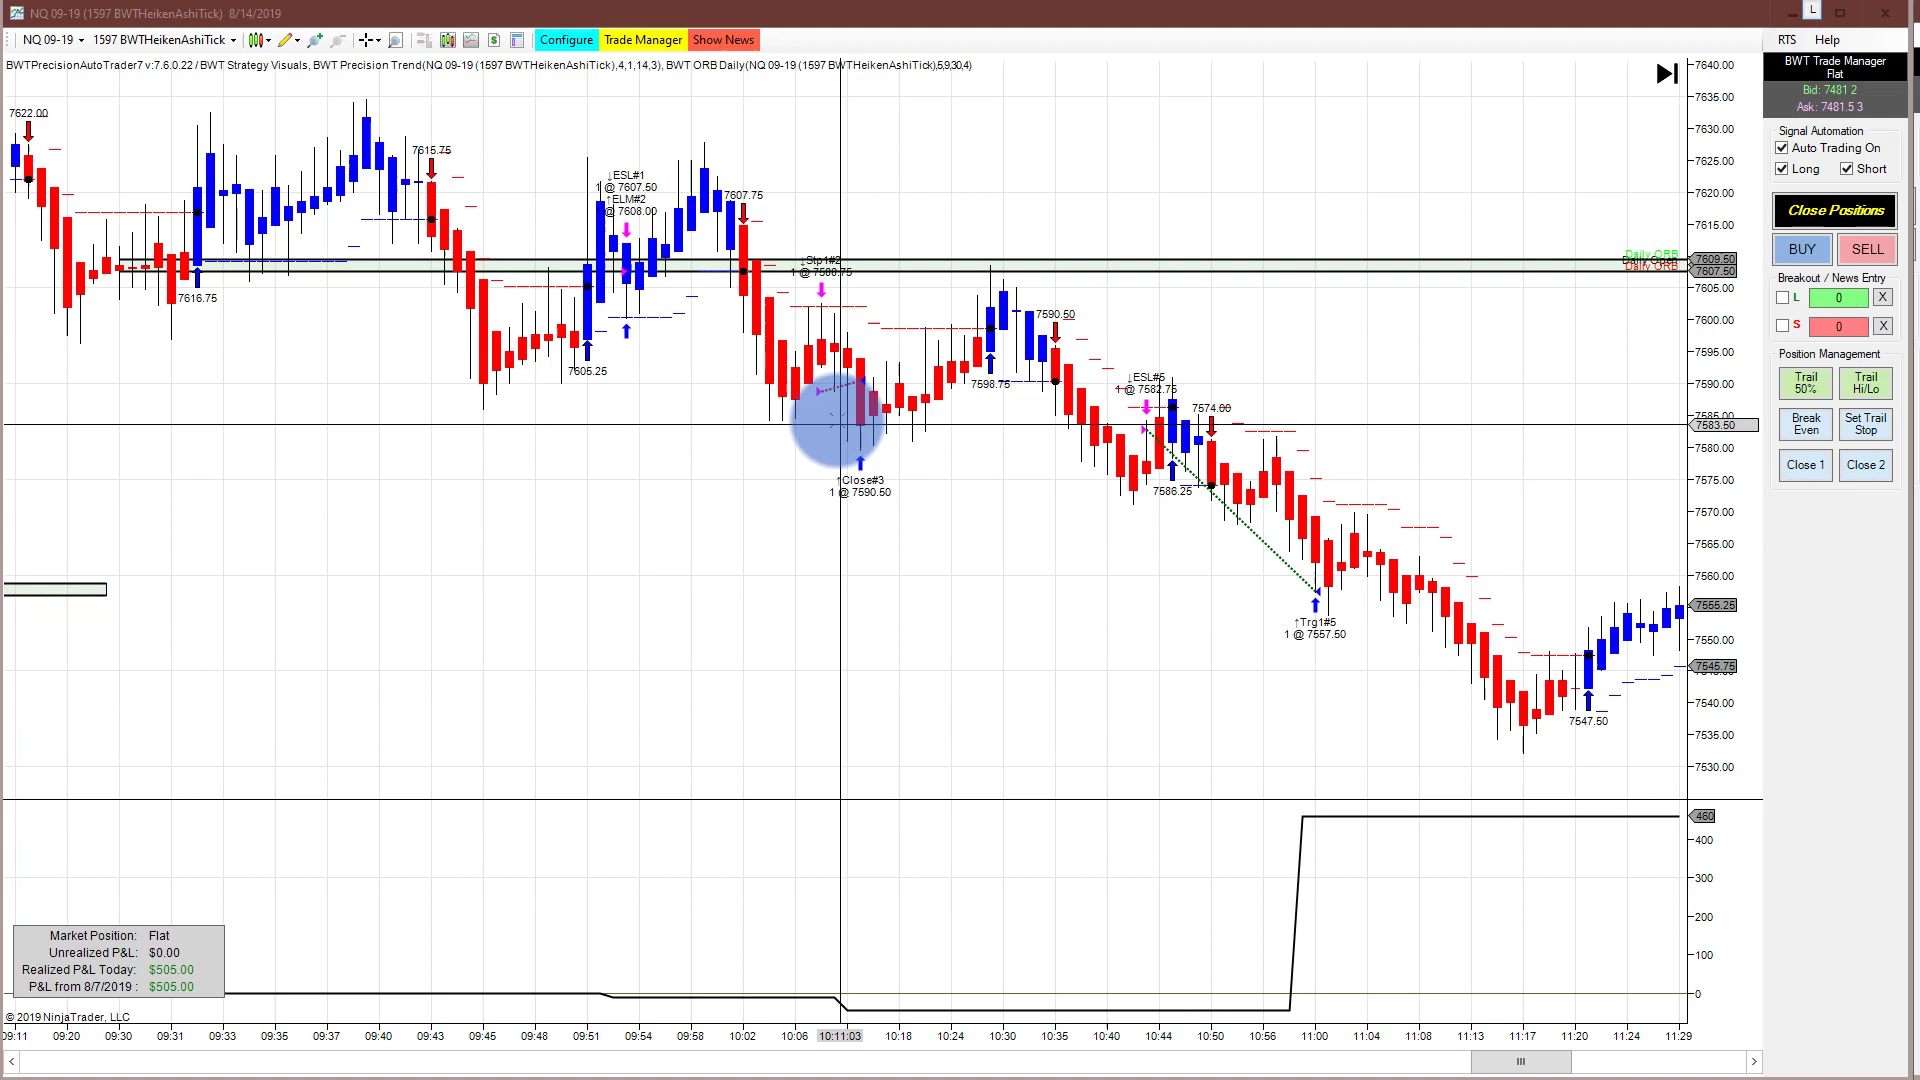 NQ 09-19 (1597 BWTHeikenAshiTick) 8/14/2019
L
NQ 09-19 1597 BWTHeikenAshiTick Configure Trade Manager Show News
RTS Help
BWTPrecisionAutoTrader7 v:7.6.0.22 / BWT Strategy Visuals, BWT Precision Trend(NQ 09-19 (1597 BWTHeikenAshiTick),4,1,14,3), BWT ORB Daily(NQ 09-19 (1597 BWTHeikenAshiTick),5,9,30,4)
7622.00
7616.75
7615.75
7605.25
↓ESL#1
1 @ 7607.50
↑ELM#2
@ 7608.00
7607.75
↓Stp1#2
↑Close#3
1 @ 7590.50
7598.75
7590.50
↓ESL#5
1 @ 7582.75
7586.25
7574.00
↑Trg1#5
1 @ 7557.50
7547.50
Daily ORB
Daily ORB
7640.00
7635.00
7630.00
7625.00
7620.00
7615.00
7609.50
7607.50
7605.00
7600.00
7595.00
7590.00
7585.00
7583.50
7580.00
7575.00
7570.00
7565.00
7560.00
7555.25
7550.00
7545.75
7540.00
7535.00
7530.00
460
400
300
200
100
0
Market Position: Flat
Unrealized P&L: $0.00
Realized P&L Today: $505.00
P&L from 8/7/2019 : $505.00
© 2019 NinjaTrader, LLC
09:11 09:20 09:30 09:31 09:33 09:35 09:40 09:43 09:45 09:51 09:54 09:58 10:02 10:06 10:11:03 10:18 10:24 10:30 10:35 10:40 10:44 10:50 10:56 11:00 11:13 11:17 11:20 11:24 11:29
BWT Trade Manager
Flat
Bid: 7481 2
Ask: 7481.5 3
Signal Automation
Auto Trading On
Long Short
Close Positions
BUY SELL
Breakout / News Entry
L 0 X
S 0 X
Position Management
Trail 50%
Trail Hi/Lo
Break Even
Set Trail Stop
Close 1 Close 2